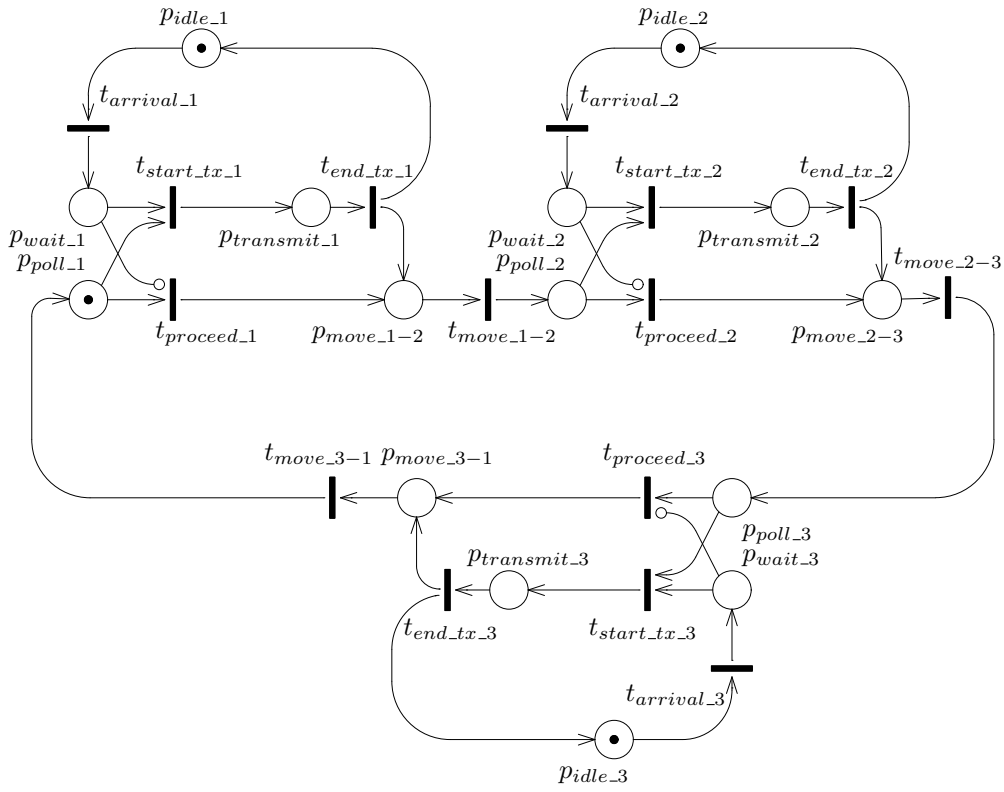 p_idle_1
p_idle_2
t_arrival_1
t_arrival_2
t_start_tx_1
t_end_tx_1
t_start_tx_2
t_end_tx_2
p_wait_1
p_transmit_1
p_wait_2
p_transmit_2
p_poll_1
p_poll_2
t_move_2−3
t_proceed_1
p_move_1−2
t_move_1−2
t_proceed_2
p_move_2−3
t_move_3−1
p_move_3−1
t_proceed_3
p_poll_3
p_transmit_3
p_wait_3
t_end_tx_3
t_start_tx_3
t_arrival_3
p_idle_3